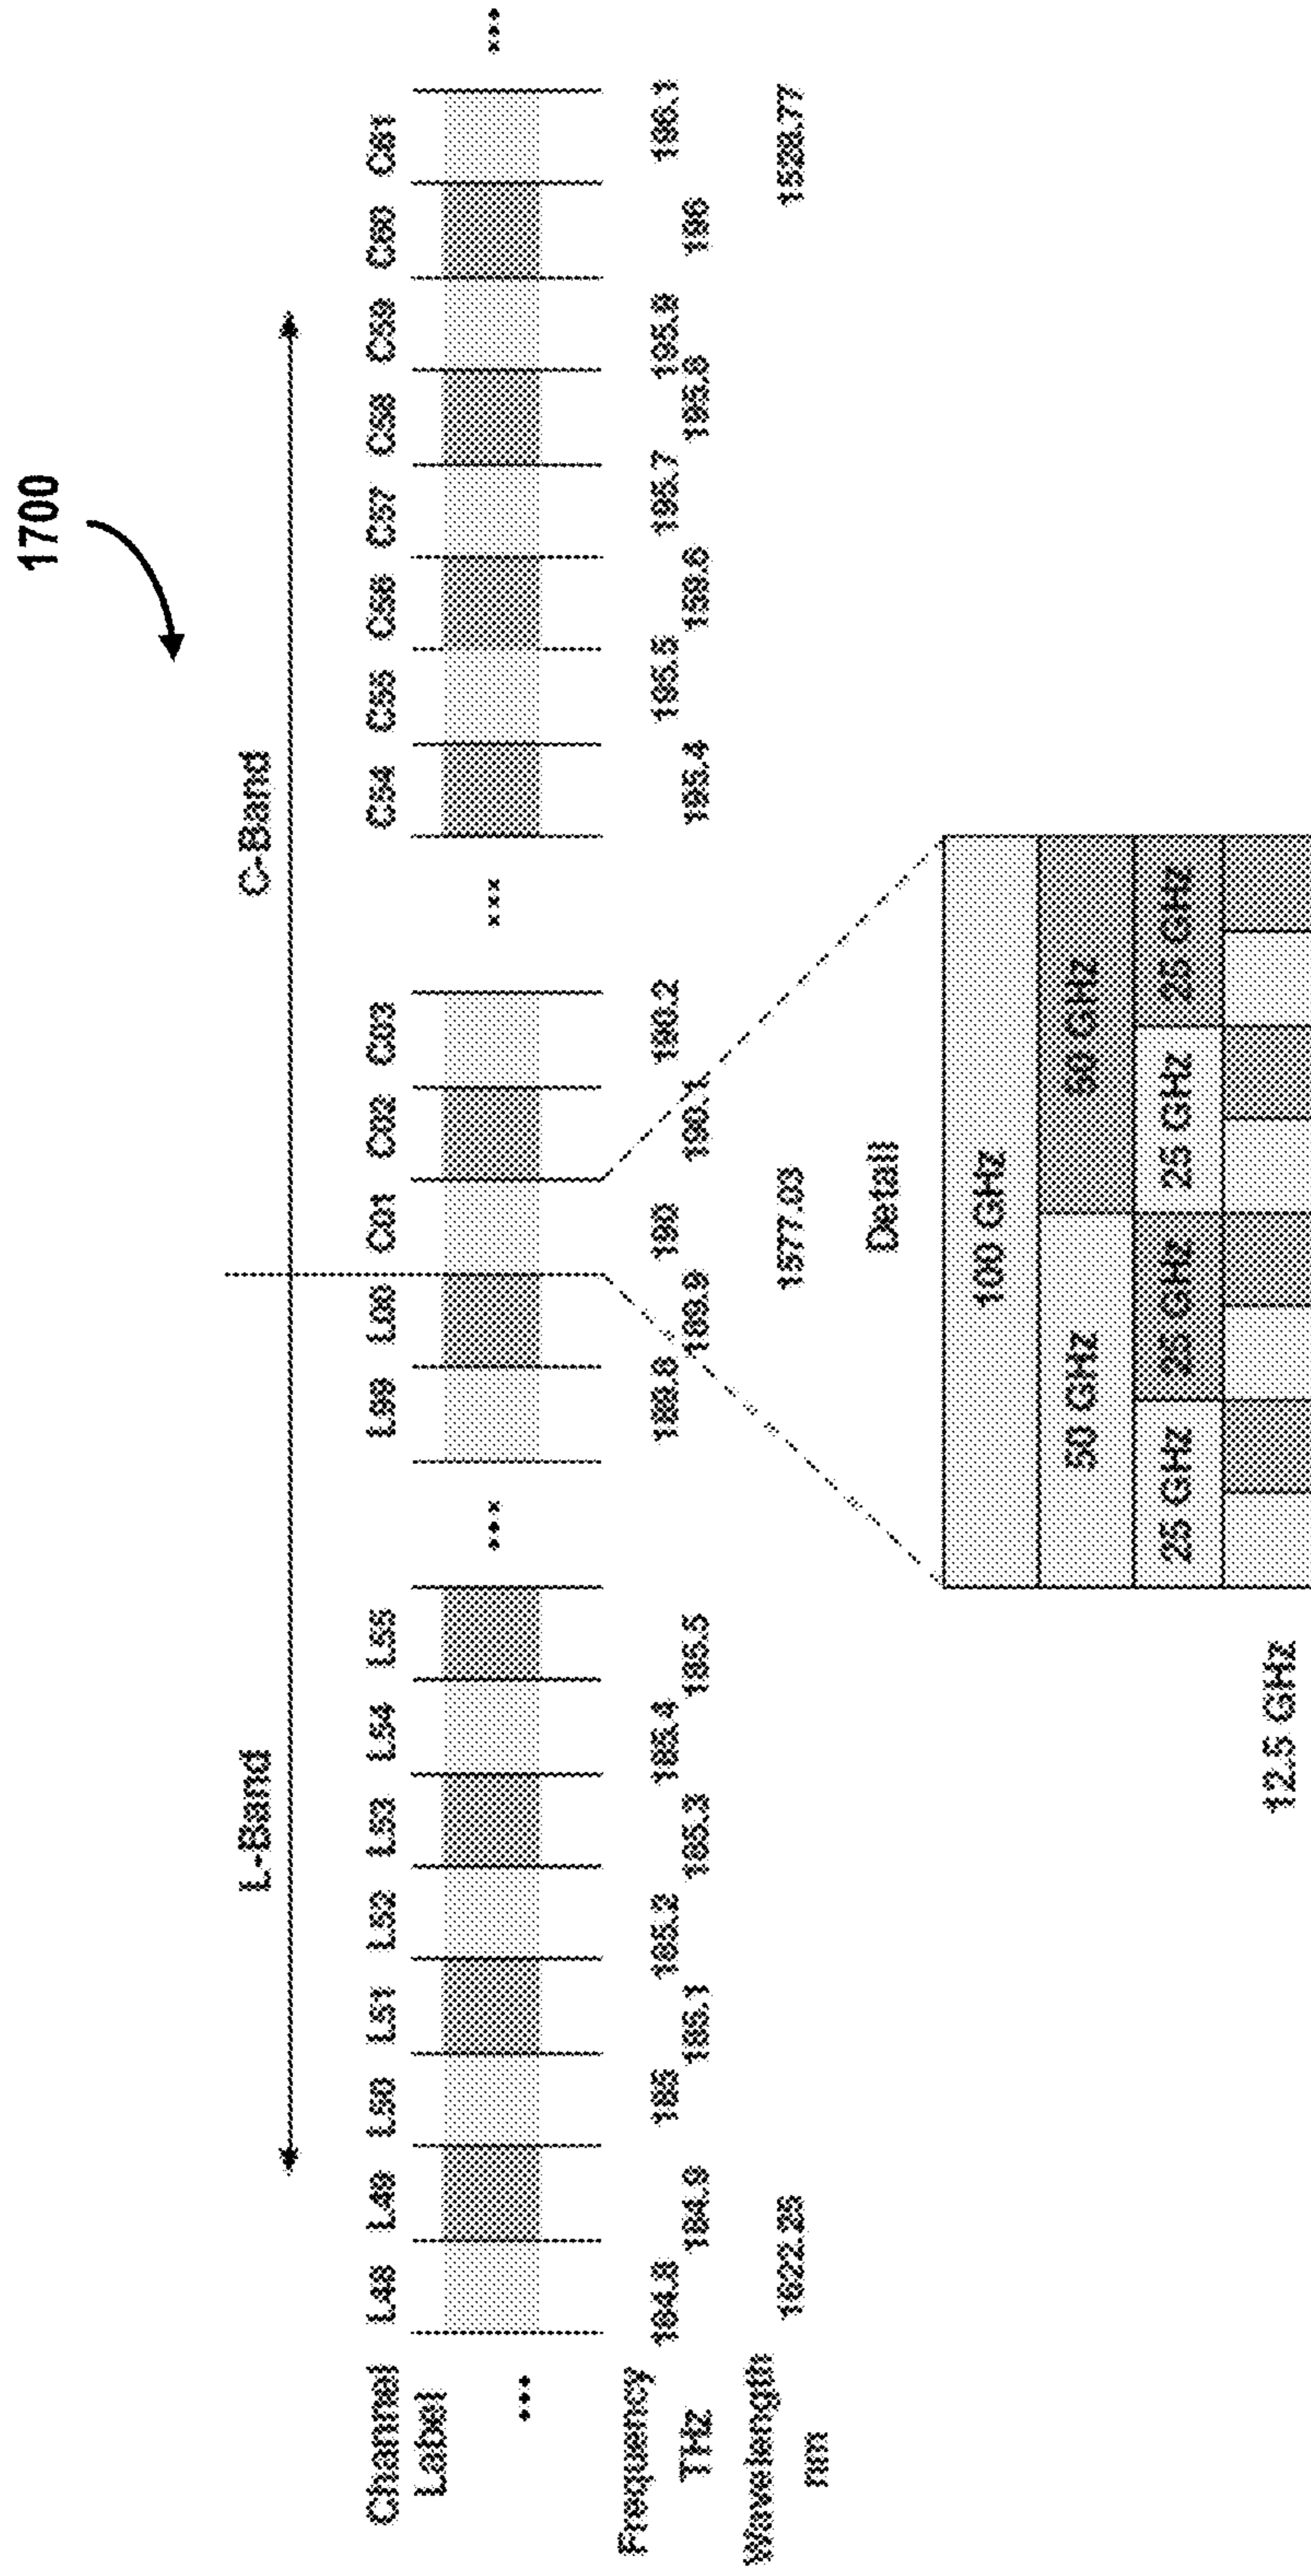 1700
L-Band C-Band
Channel L48 L49 L50 L51 L52 L53 L54 L55 L99 L00 C01 C02 C03 C54 C55 C56 C57 C58 C59 C60 C61
Label
... ... ... ... ...
Frequency 184.8 185 185.2 185.4 189.8 190 190.2 195.5 195.7 195.9 196.1
THz 184.9 185.1 185.3 185.5 189.9 190.1 195.4 159.6 195.8 196
Wavelength 1622.25 1577.03 1528.77
nm
Detail
100 GHz
50 GHz 50 GHz
25 GHz 25 GHz 25 GHz 25 GHz
12.5 GHz